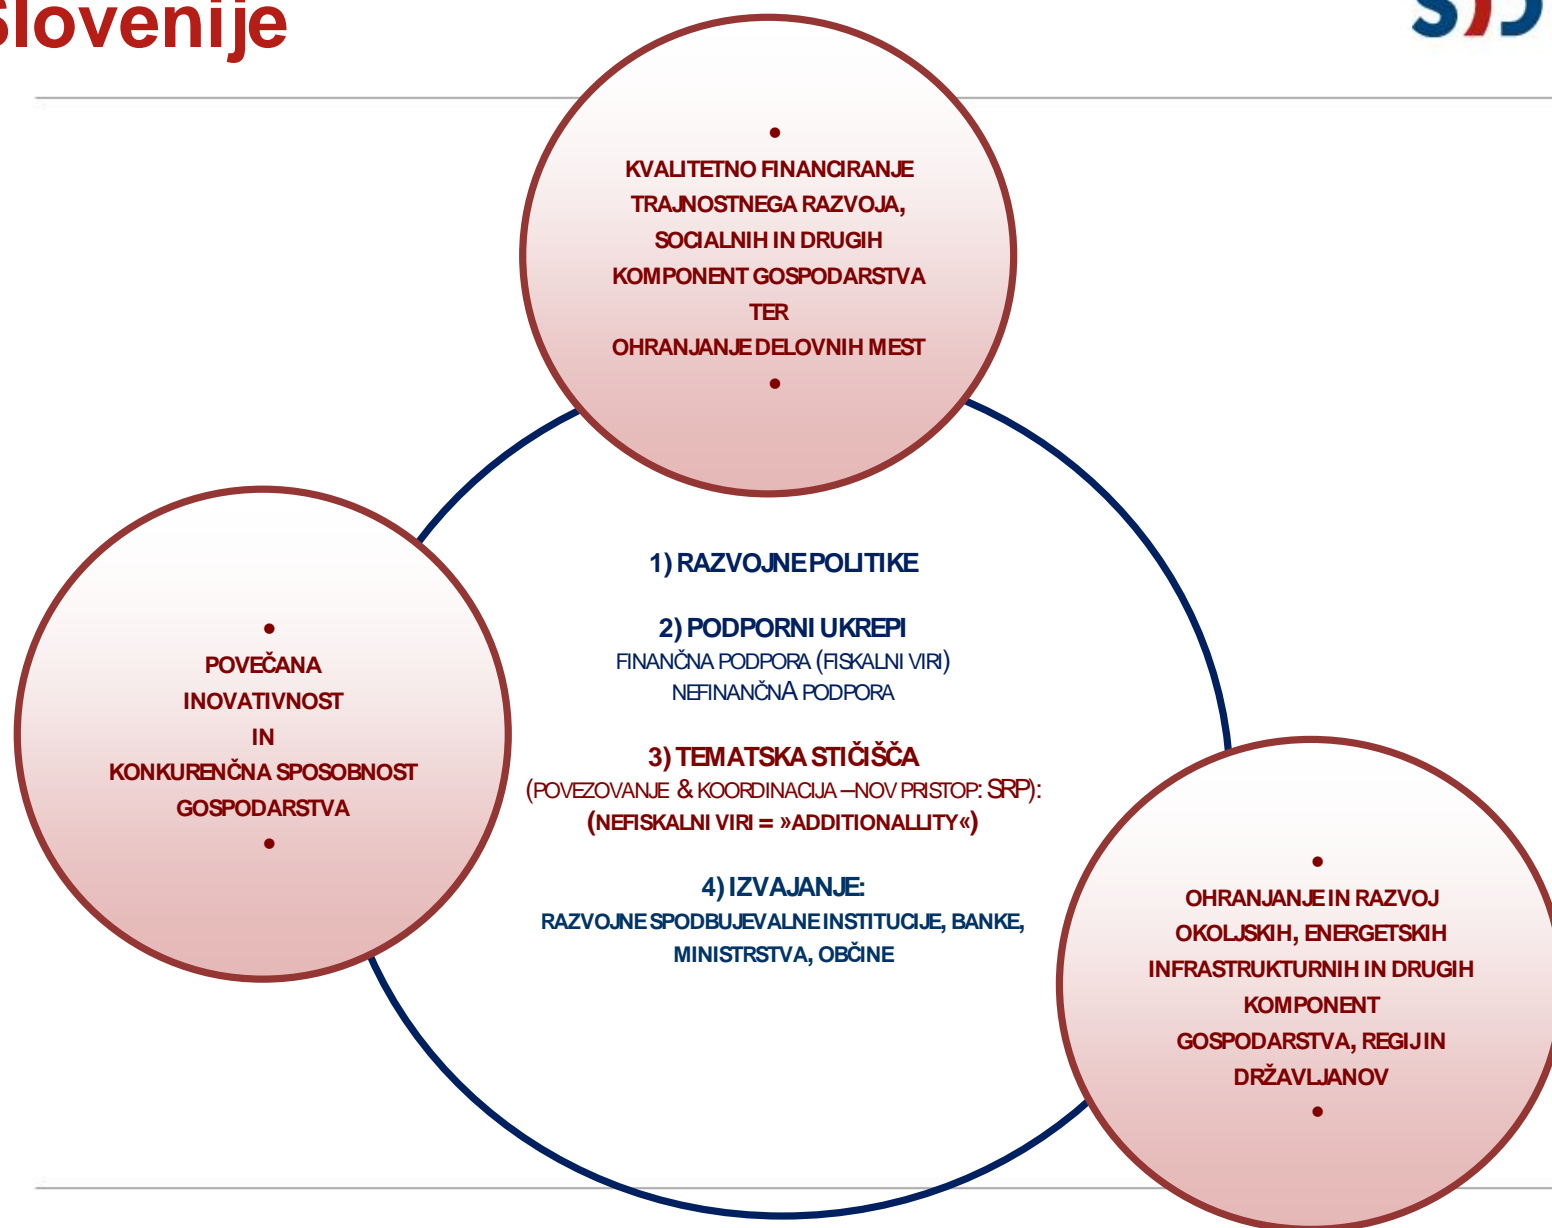 Slovenije
•
KVALITETNO FINANCIRANJE
TRAJNOSTNEGA RAZVOJA,
SOCIALNIH IN DRUGIH
KOMPONENT GOSPODARSTVA
TER
OHRANJANJE DELOVNIH MEST
•
•
POVEČANA
INOVATIVNOST
IN
KONKURENČNA SPOSOBNOST
GOSPODARSTVA
•
1) RAZVOJNE POLITIKE
2) PODPORNI UKREPI
FINANČNA PODPORA (FISKALNI VIRI)
NEFINANČNA PODPORA
3) TEMATSKA STIČIŠČA
(POVEZOVANJE & KOORDINACIJA – NOV PRISTOP: SRP):
(NEFISKALNI VIRI = »ADDITIONALLITY«)
4) IZVAJANJE:
RAZVOJNE SPODBUJEVALNE INSTITUCIJE, BANKE,
MINISTRSTVA, OBČINE
•
OHRANJANJE IN RAZVOJ
OKOLJSKIH, ENERGETSKIH
INFRASTRUKTURNIH IN DRUGIH
KOMPONENT
GOSPODARSTVA, REGIJ IN
DRŽAVLJANOV
•